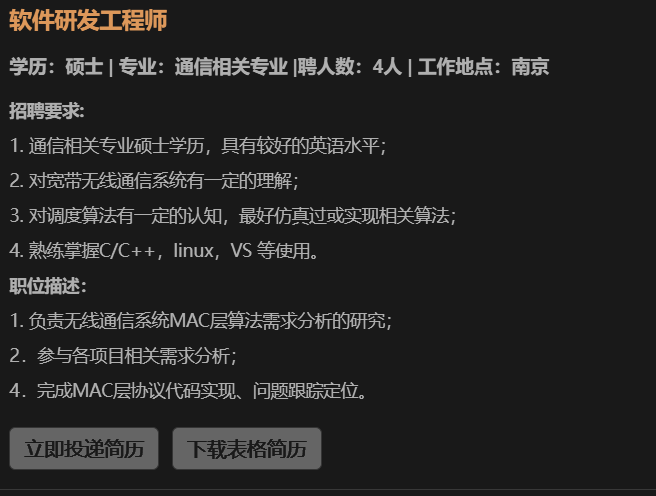 软件研发工程师
学历：硕士 | 专业：通信相关专业 |聘人数：4人 | 工作地点：南京
招聘要求:
1. 通信相关专业硕士学历，具有较好的英语水平；
2. 对宽带无线通信系统有一定的理解；
3. 对调度算法有一定的认知，最好仿真过或实现相关算法；
4. 熟练掌握C/C++，linux，VS 等使用。
职位描述：
1. 负责无线通信系统MAC层算法需求分析的研究；
2．参与各项目相关需求分析；
4．完成MAC层协议代码实现、问题跟踪定位。
立即投递简历 下载表格简历